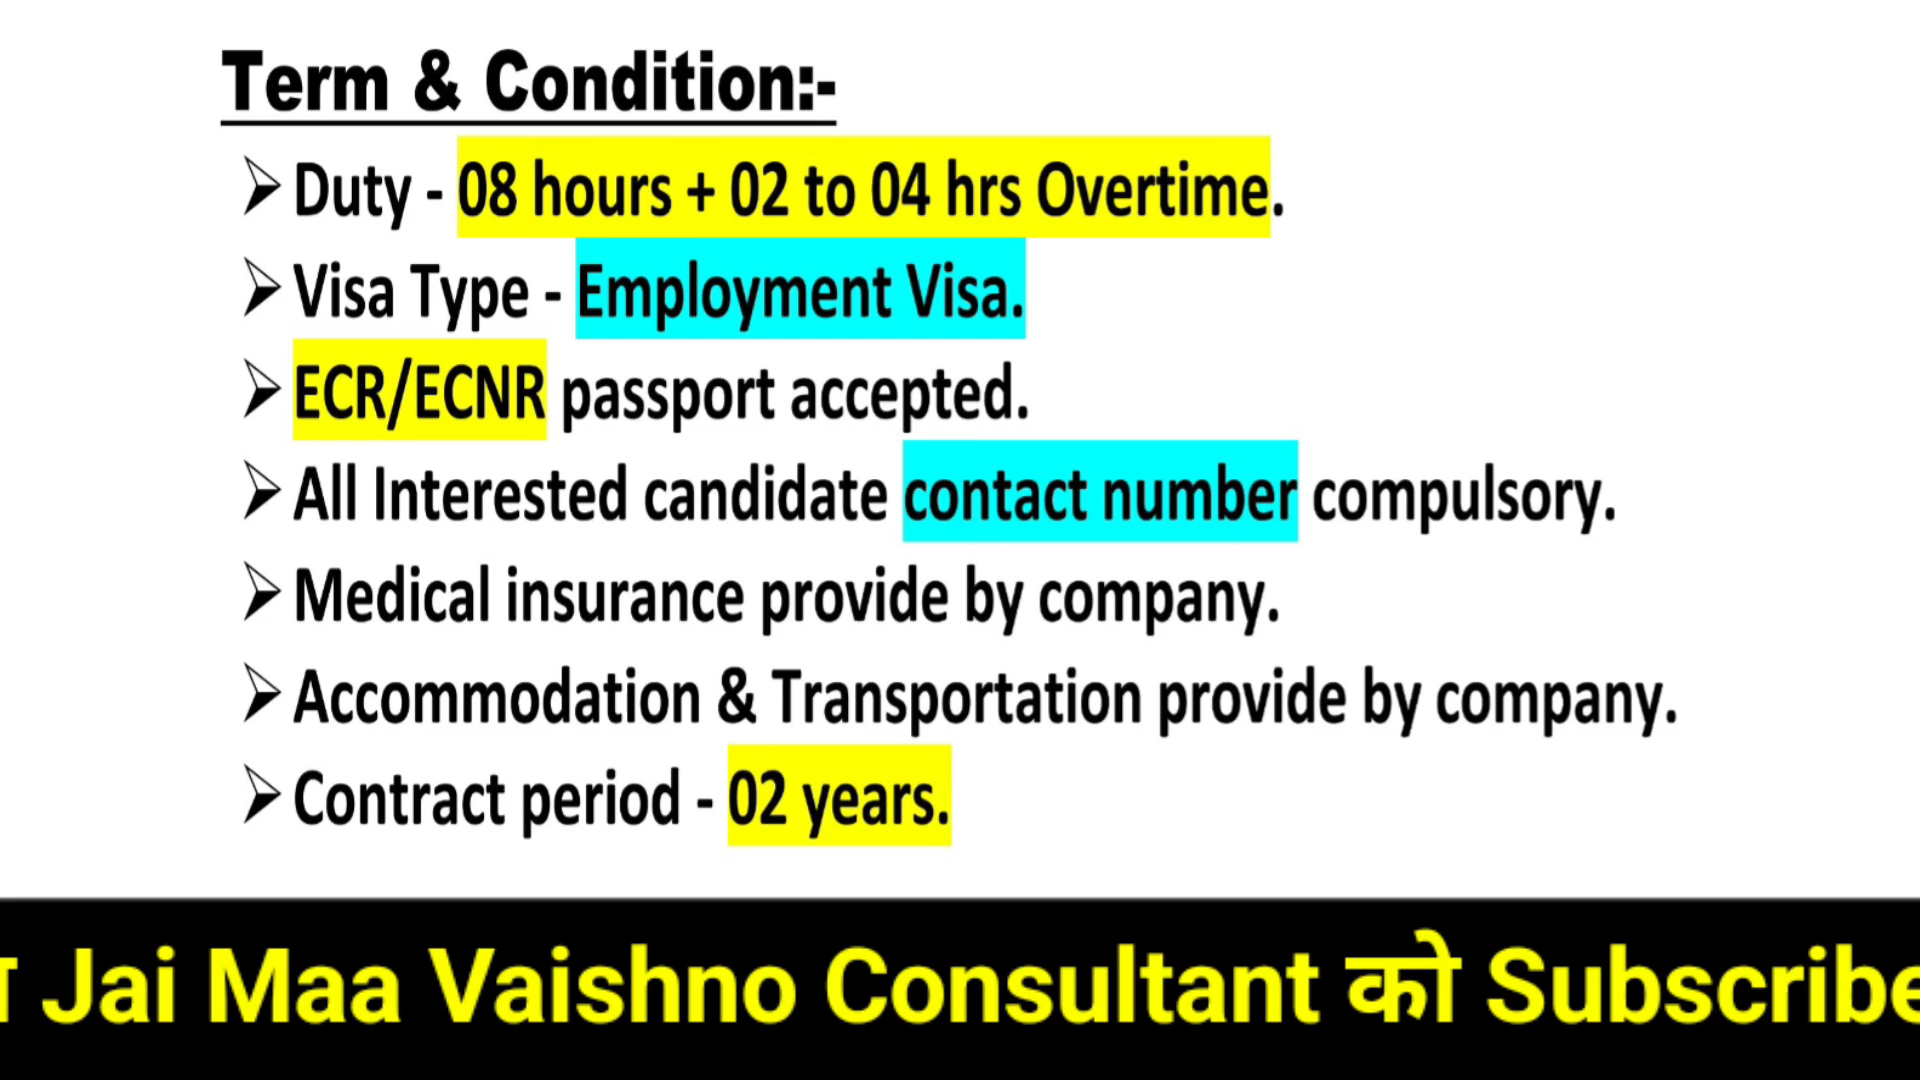 Term & Condition:-
➢ Duty - 08 hours + 02 to 04 hrs Overtime.
➢ Visa Type - Employment Visa.
➢ ECR/ECNR passport accepted.
➢ All Interested candidate contact number compulsory.
➢ Medical insurance provide by company.
➢ Accommodation & Transportation provide by company.
➢ Contract period - 02 years.
Jai Maa Vaishno Consultant को Subscribe